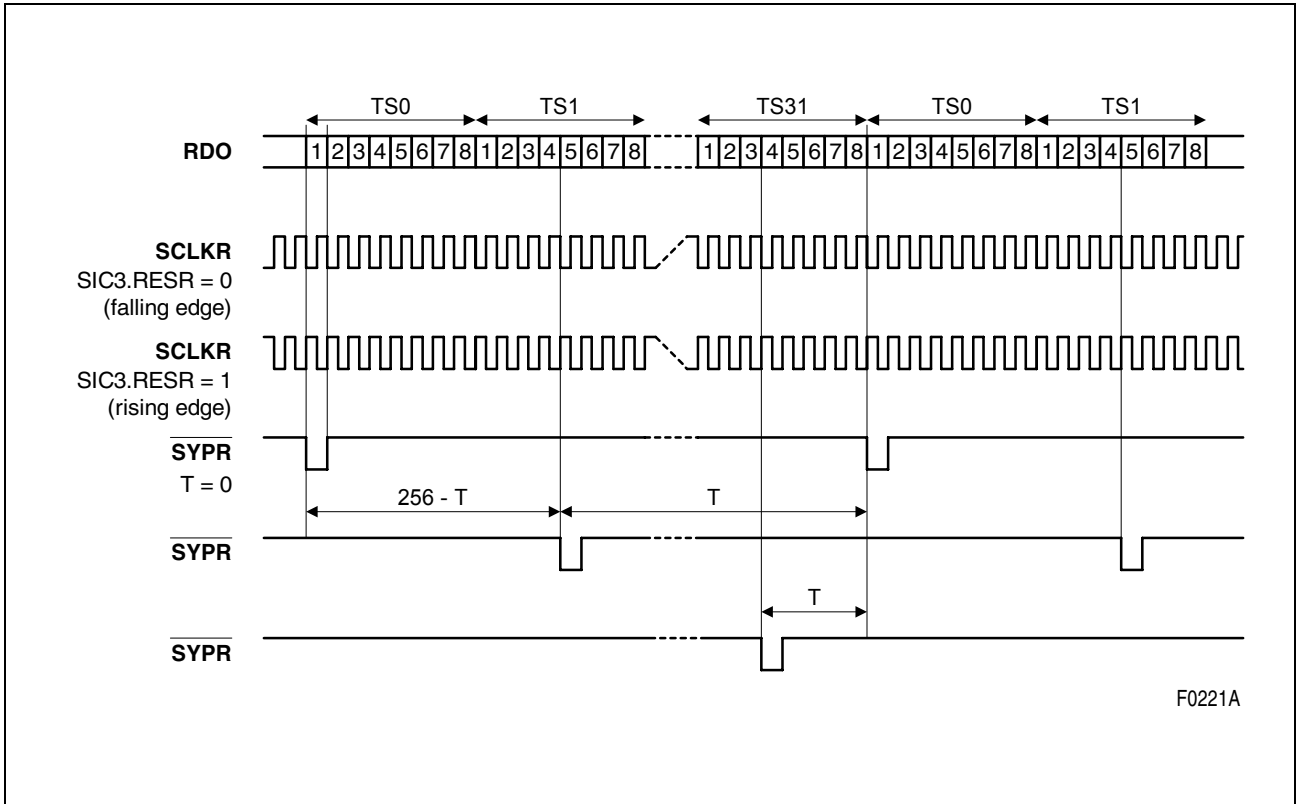 TS0 TS1 TS31 TS0 TS1
RDO 1 2 3 4 5 6 7 8 1 2 3 4 5 6 7 8 1 2 3 4 5 6 7 8 1 2 3 4 5 6 7 8 1 2 3 4 5 6 7 8
SCLKR
SIC3.RESR = 0
(falling edge)
SCLKR
SIC3.RESR = 1
(rising edge)
SYPR
T = 0
256 - T T
SYPR
T
SYPR
F0221A